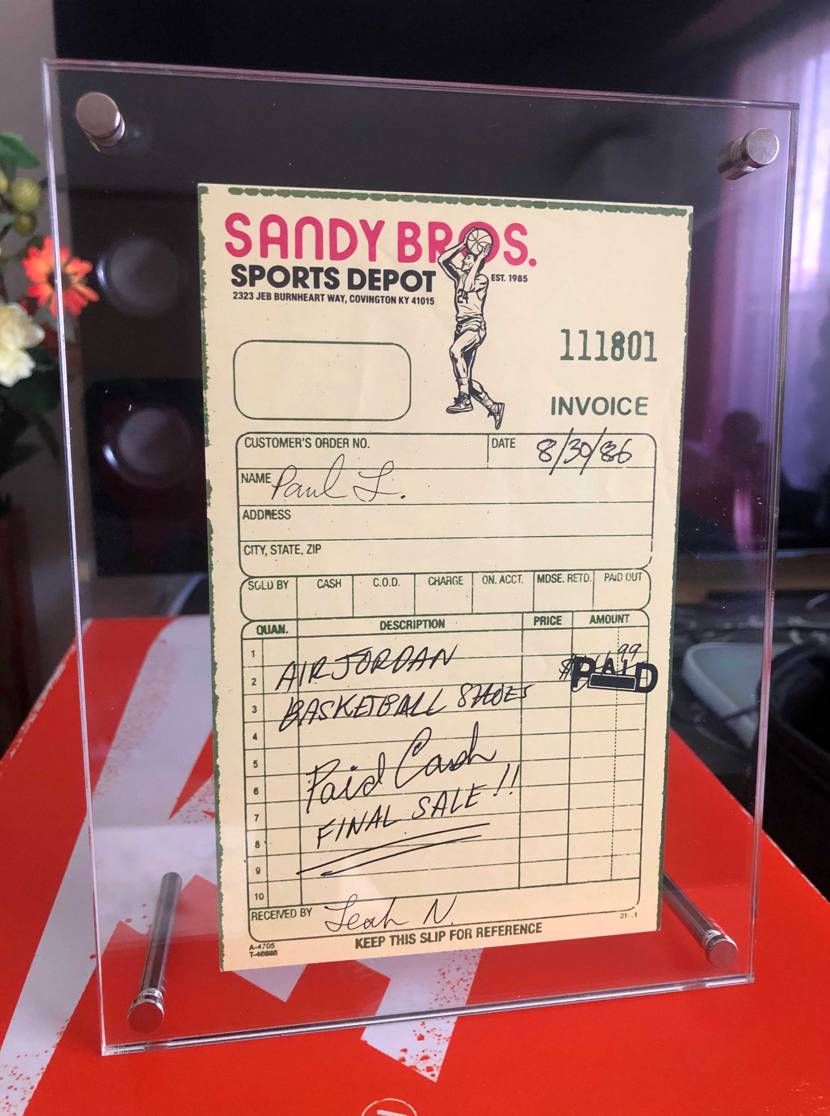 SANDY BROS.
SPORTS DEPOT
EST. 1985
2323 JEB BURNHEART WAY, COVINGTON KY 41015
24
111801
INVOICE
CUSTOMER'S ORDER NO. DATE 8/30/86
NAME Paul L.
ADDRESS
CITY, STATE, ZIP
SOLD BY CASH C.O.D. CHARGE ON. ACCT. MDSE. RETD. PAID OUT
QUAN. DESCRIPTION PRICE AMOUNT
1
2 AIR JORDAN
3 BASKETBALL SHOES PAID
4
5
6 Paid Cash
7
8 FINAL SALE!!
9
10
RECEIVED BY Leah N.
KEEP THIS SLIP FOR REFERENCE
A-4705